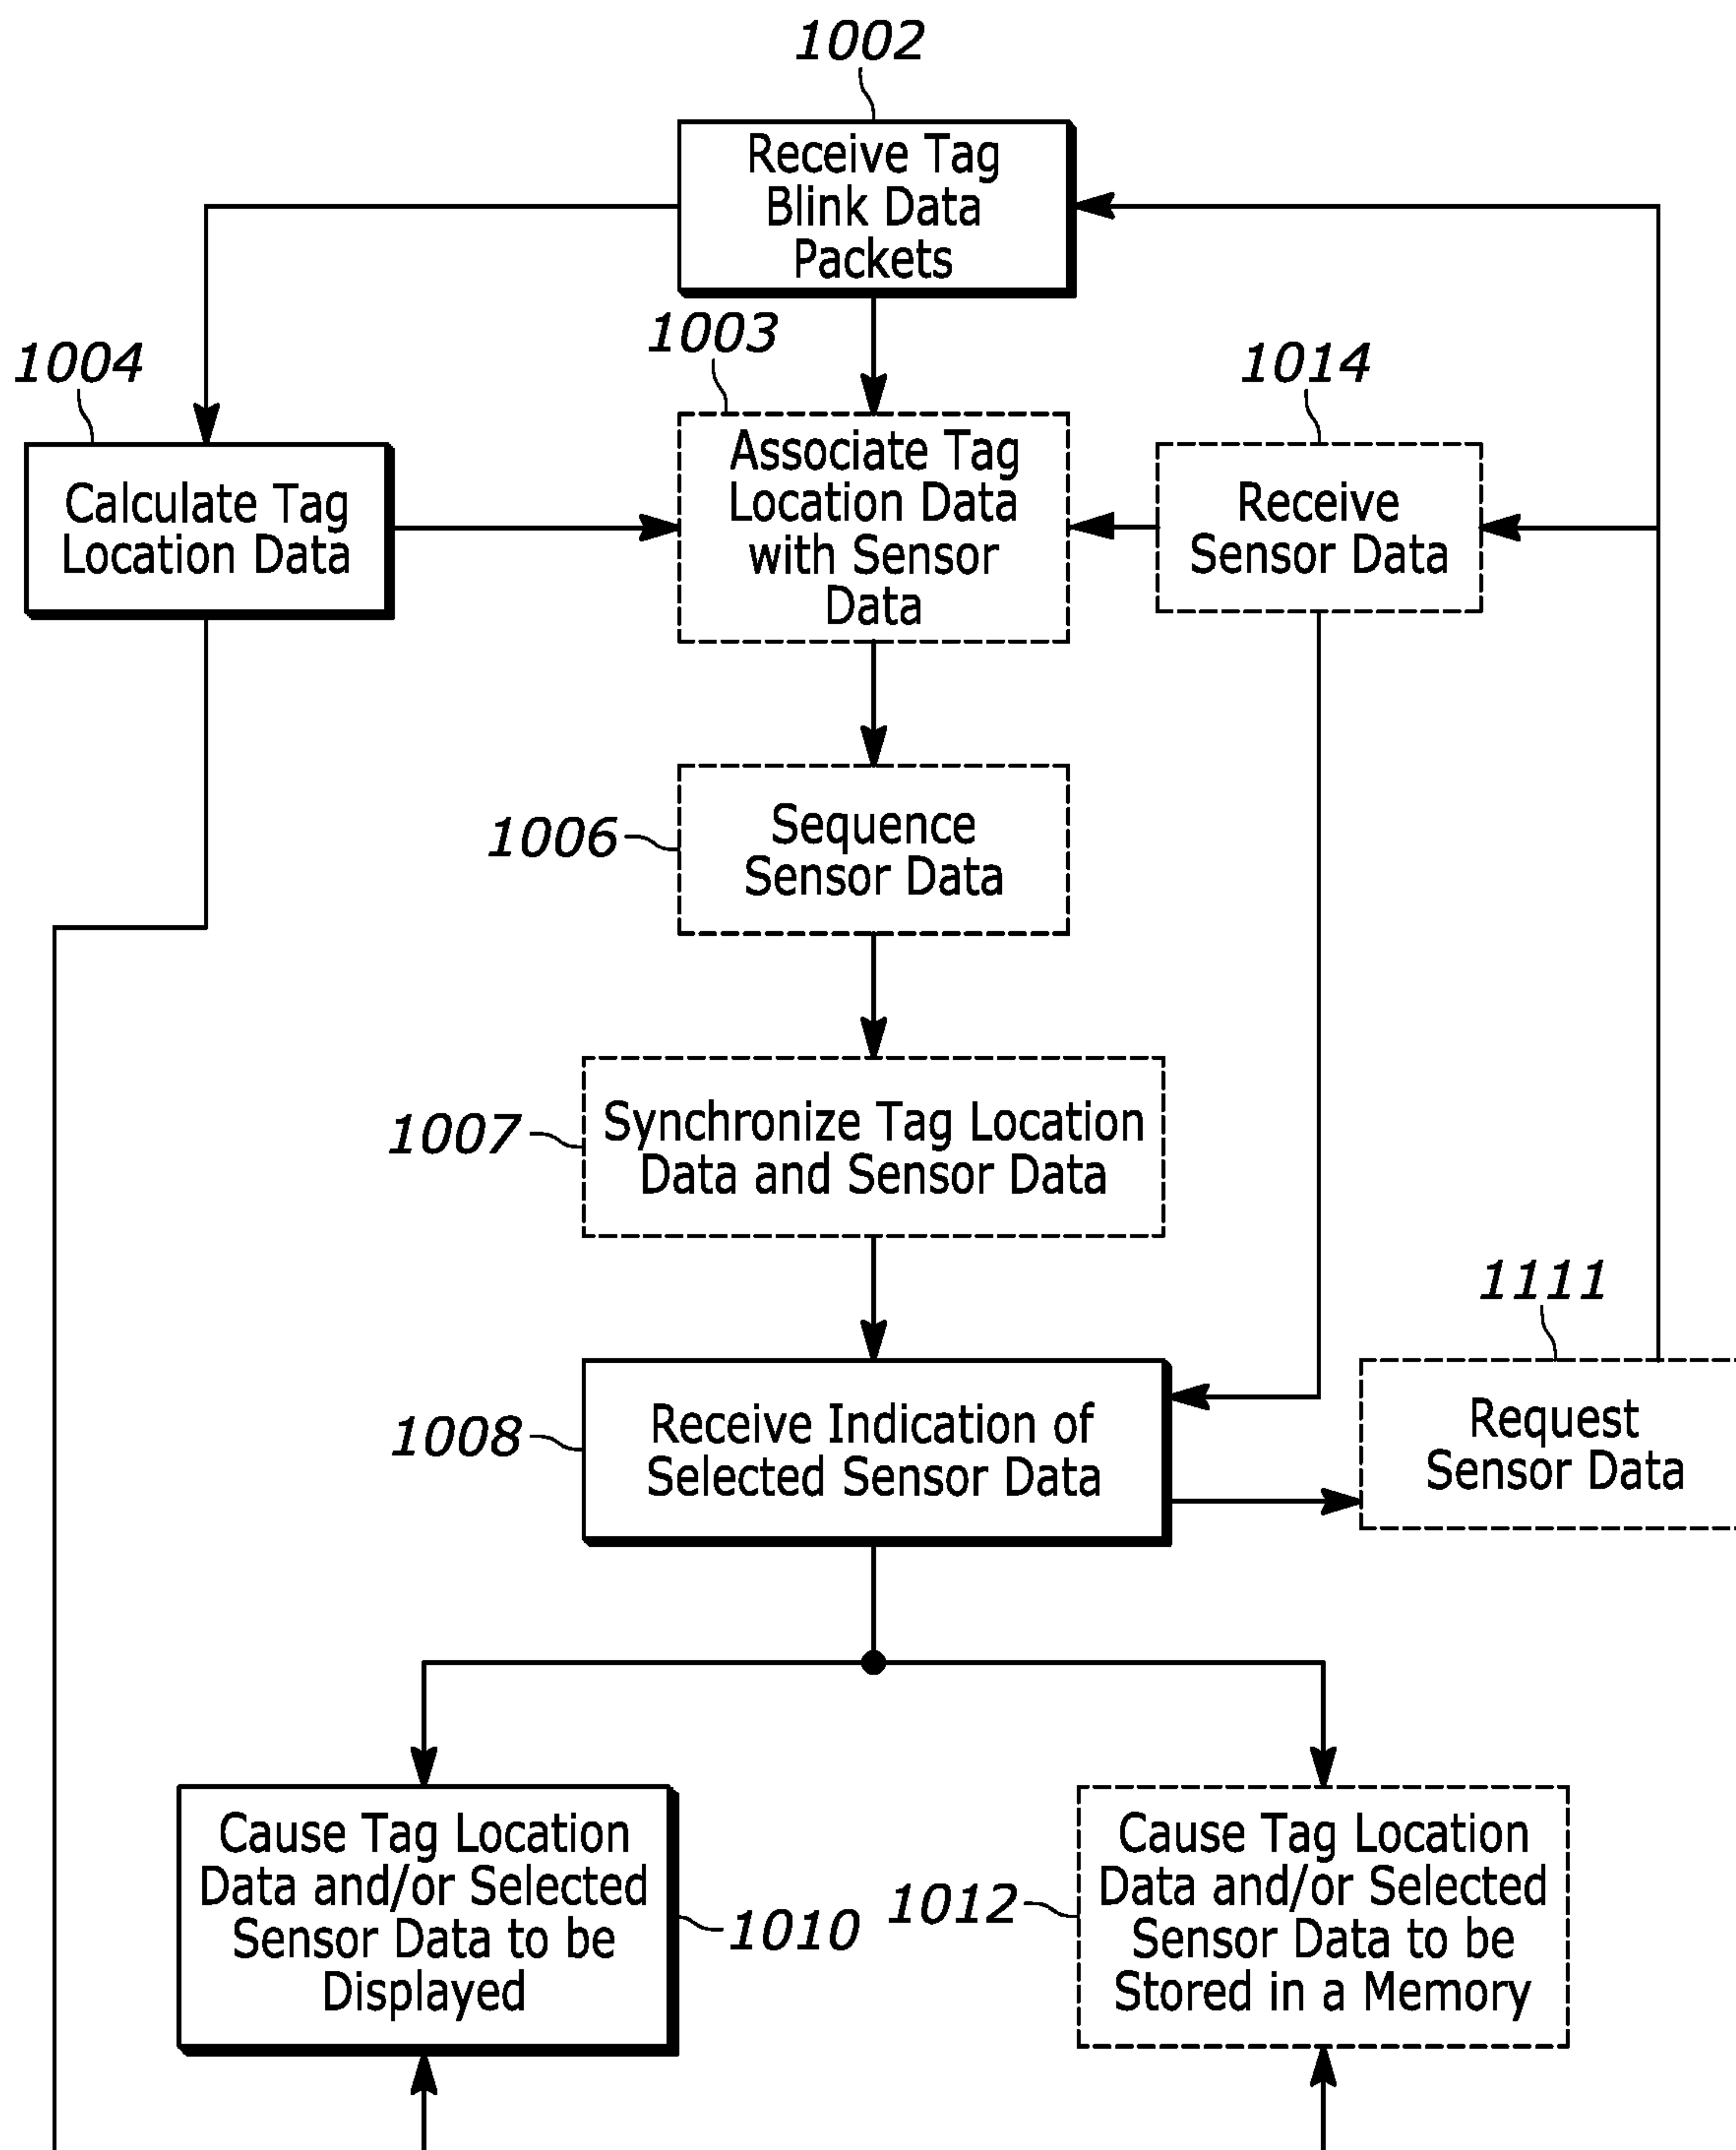 1002
Receive Tag
Blink Data
Packets
1003
1004
1014
Associate Tag
Location Data
with Sensor
Data
Calculate Tag
Location Data
Receive
Sensor Data
1006
Sequence
Sensor Data
1007
Synchronize Tag Location
Data and Sensor Data
1111
1008
Receive Indication of
Selected Sensor Data
Request
Sensor Data
Cause Tag Location
Data and/or Selected
Sensor Data to be
Displayed
1010
1012
Cause Tag Location
Data and/or Selected
Sensor Data to be
Stored in a Memory